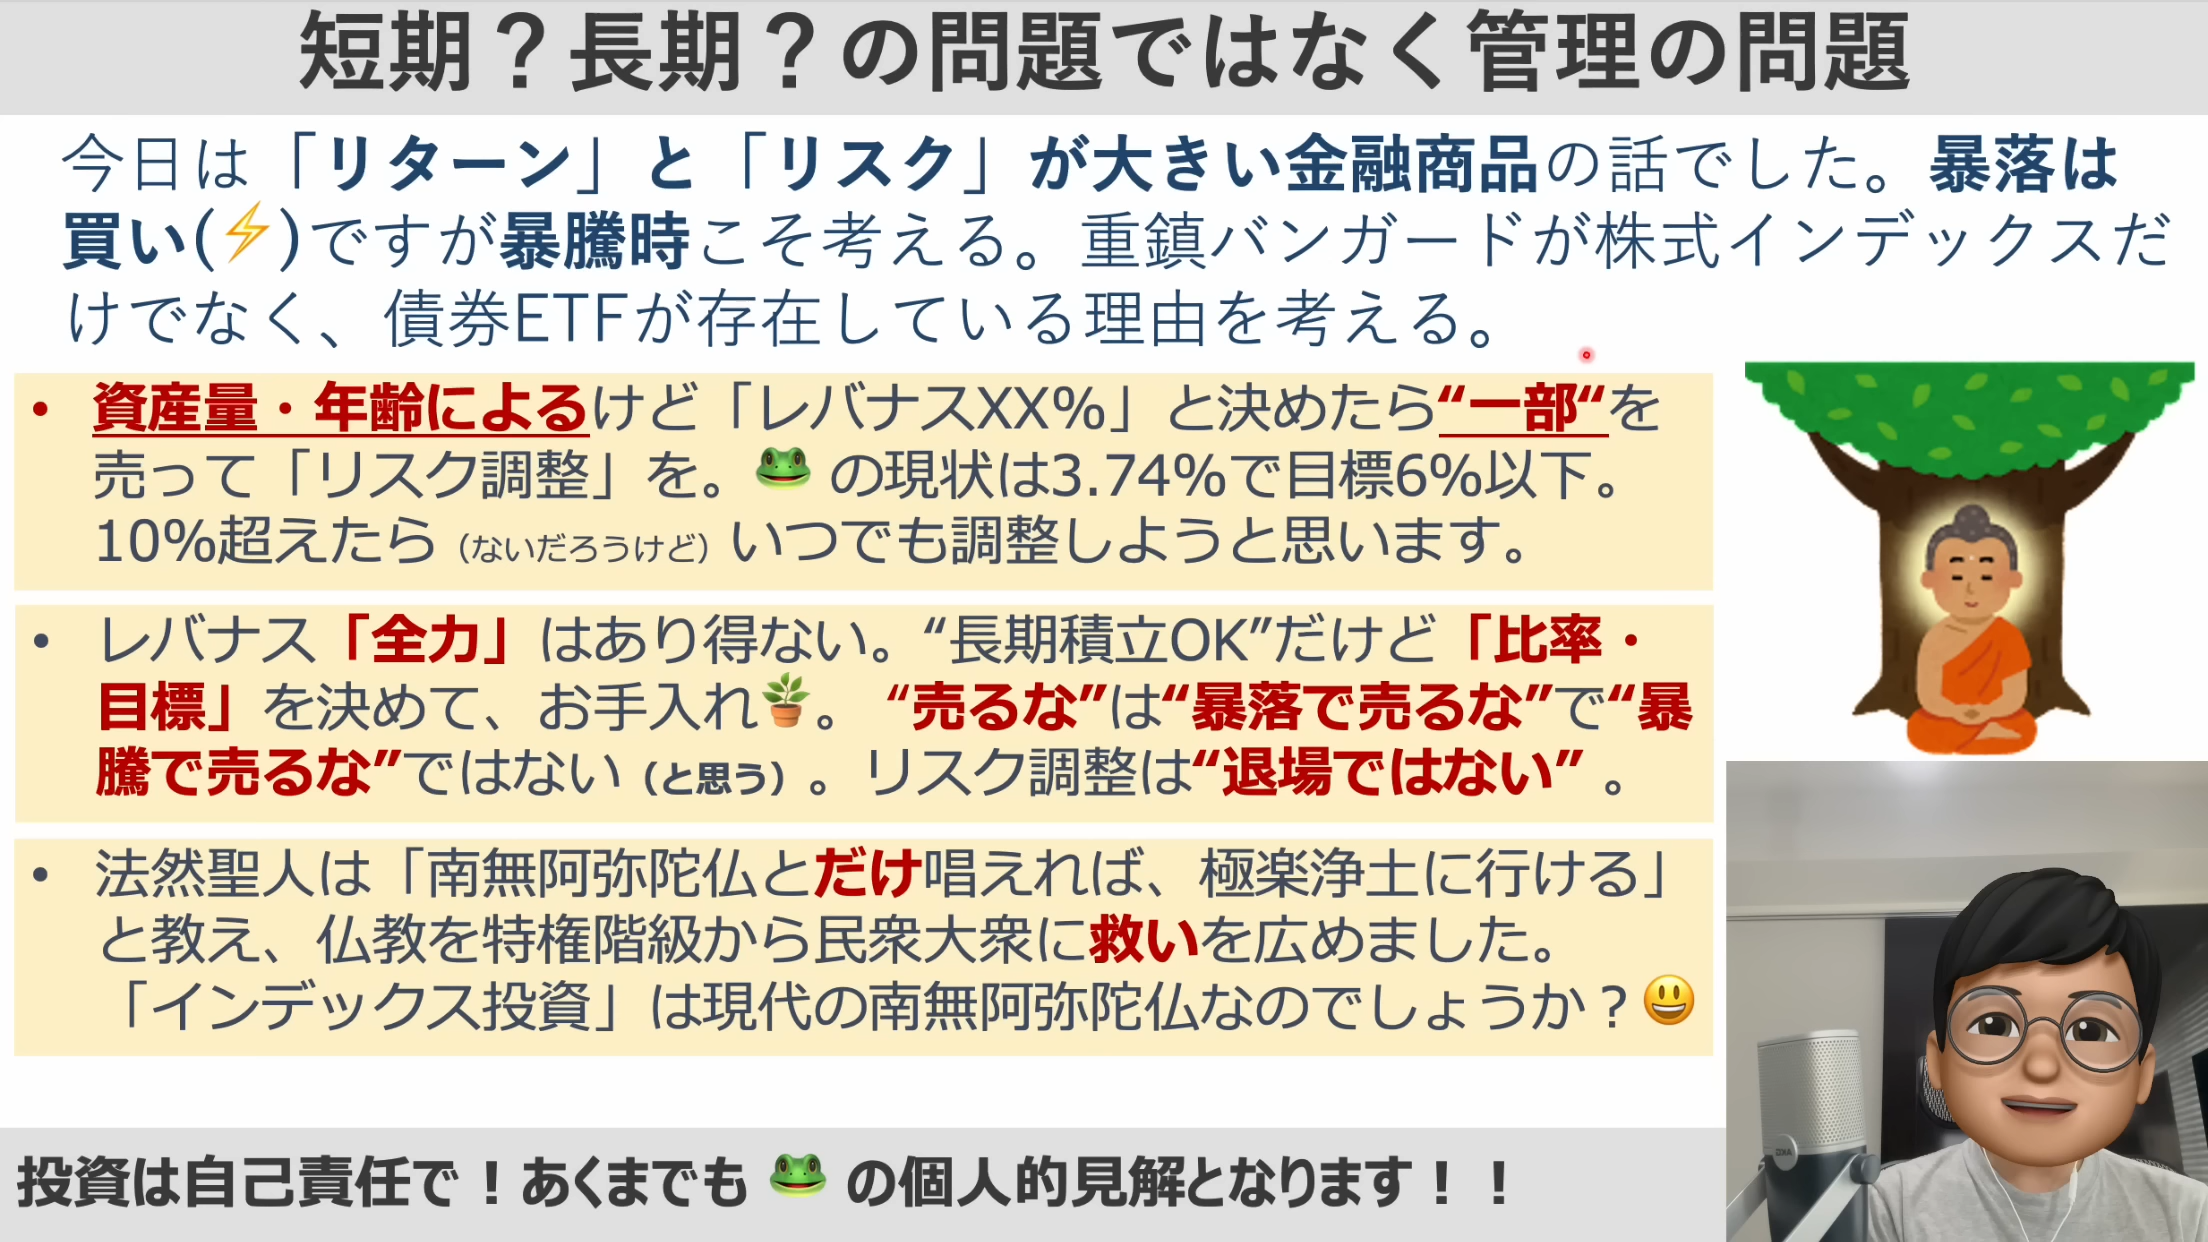 短期？長期？の問題ではなく管理の問題
今日は「リターン」と「リスク」が大きい金融商品の話でした。暴落は
買い(⚡)ですが暴騰時こそ考える。重鎮バンガードが株式インデックスだ
けでなく、債券ETFが存在している理由を考える。
• 資産量・年齢によるけど「レバナスXX%」と決めたら“一部“を
売って「リスク調整」を。🐸 の現状は3.74%で目標6%以下。
10%超えたら（ないだろうけど）いつでも調整しようと思います。
• レバナス「全力」はあり得ない。“長期積立OK”だけど「比率・
目標」を決めて、お手入れ🪴。 “売るな”は“暴落で売るな”で“暴
騰で売るな”ではない（と思う）。リスク調整は“退場ではない” 。
• 法然聖人は「南無阿弥陀仏とだけ唱えれば、極楽浄土に行ける」
と教え、仏教を特権階級から民衆大衆に救いを広めました。
「インデックス投資」は現代の南無阿弥陀仏なのでしょうか？😃
投資は自己責任で！あくまでも 🐸 の個人的見解となります！！
AKG